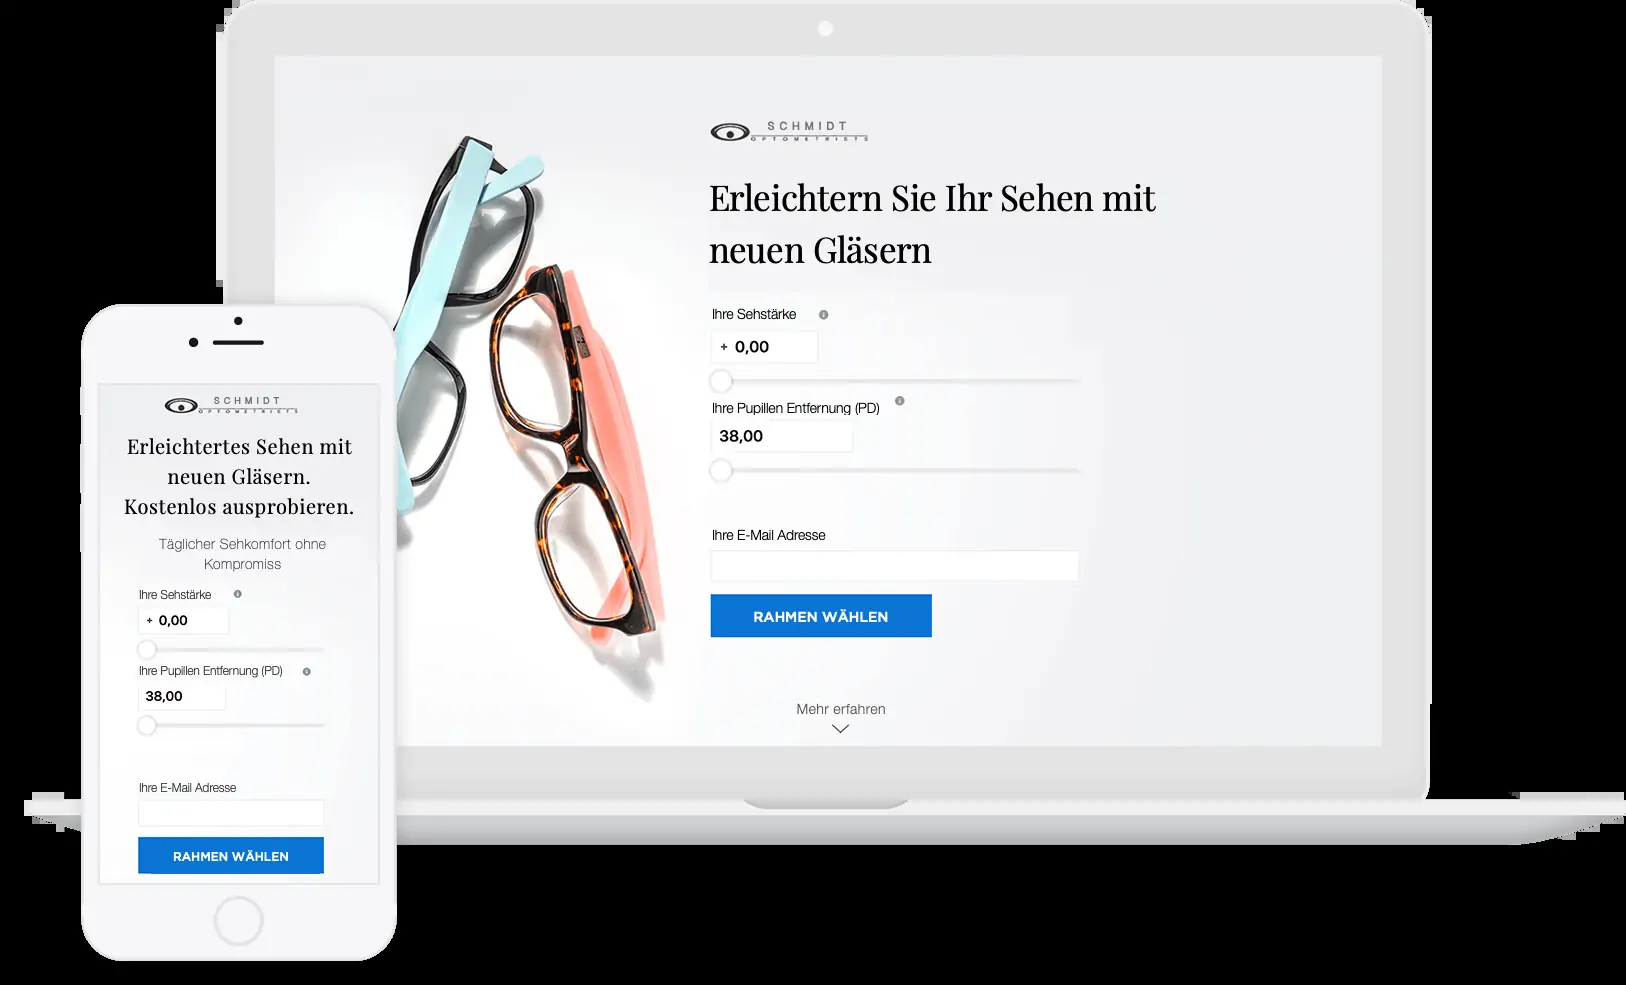 SCHMIDT
OPTOMETRISTS
Erleichtern Sie Ihr Sehen mit
neuen Gläsern
Ihre Sehstärke
+ 0,00
Ihre Pupillen Entfernung (PD)
38,00
Ihre E-Mail Adresse
RAHMEN WÄHLEN
Mehr erfahren
SCHMIDT
OPTOMETRISTS
Erleichtertes Sehen mit
neuen Gläsern.
Kostenlos ausprobieren.
Täglicher Sehkomfort ohne
Kompromiss
Ihre Sehstärke
+ 0,00
Ihre Pupillen Entfernung (PD)
38,00
Ihre E-Mail Adresse
RAHMEN WÄHLEN